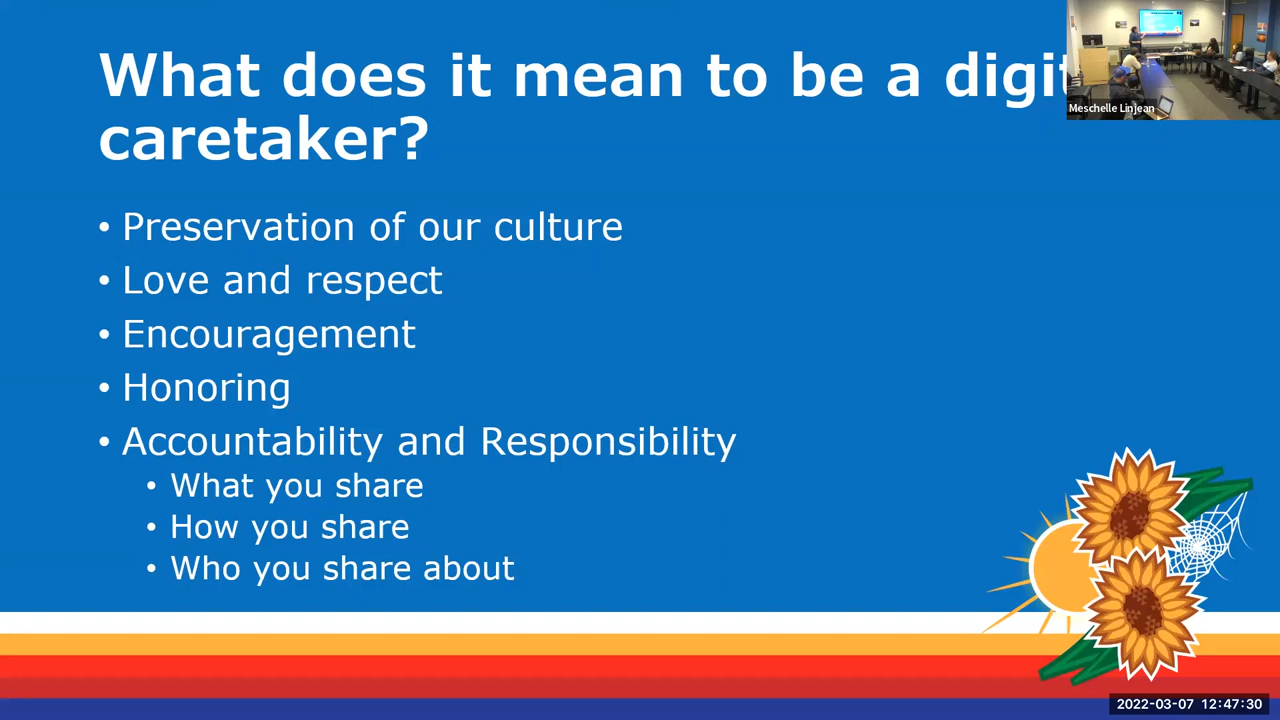 What does it mean to be a digit
caretaker?
• Preservation of our culture
• Love and respect
• Encouragement
• Honoring
• Accountability and Responsibility
• What you share
• How you share
• Who you share about
Meschelle Linjean
2022-03-07 12:47:30